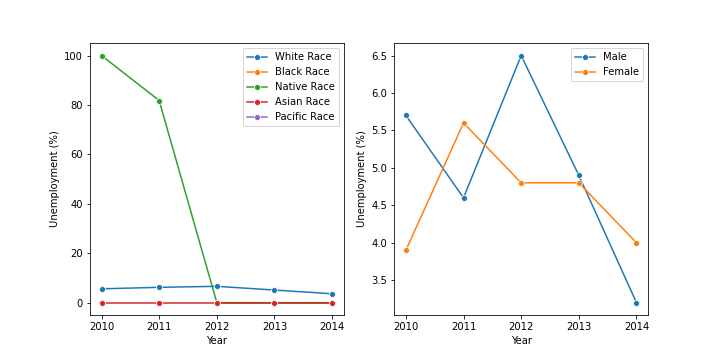 White Race
Black Race
Native Race
Asian Race
Pacific Race
100
80
60
40
20
0
Unemployment (%)
2010 2011 2012 2013 2014
Year
Male
Female
6.5
6.0
5.5
5.0
4.5
4.0
3.5
Unemployment (%)
2010 2011 2012 2013 2014
Year